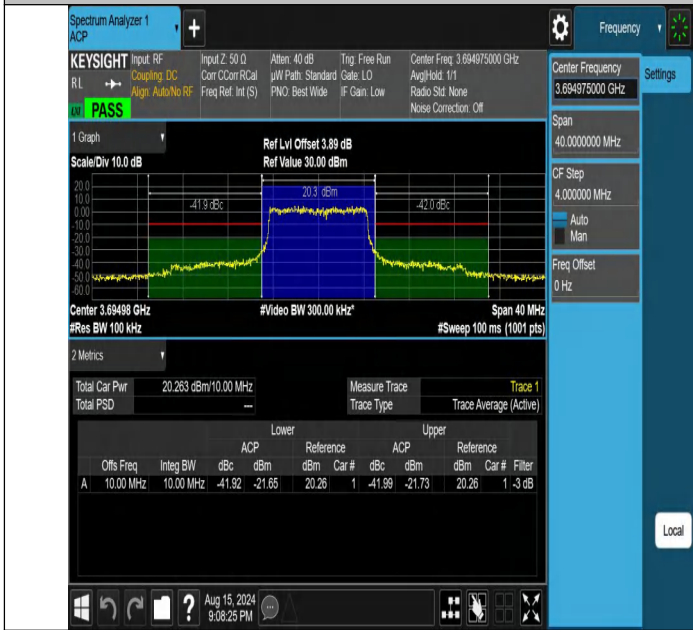 Spectrum Analyzer 1
ACP
+
Frequency
KEYSIGHT
RL
PASS
Input: RF
Coupling: DC
Align: Auto/No RF
Input Z: 50 Ω
Corr CCorr RCal
Freq Ref: Int (S)
Atten: 40 dB
µW Path: Standard
PNO: Best Wide
Trig: Free Run
Gate: LO
IF Gain: Low
Center Freq: 3.694975000 GHz
Avg|Hold: 1/1
Radio Std: None
Noise Correction: Off
Center Frequency
3.694975000 GHz
Settings
Span
40.0000000 MHz
CF Step
4.000000 MHz
Auto
Man
Freq Offset
0 Hz
1 Graph
Scale/Div 10.0 dB
Ref Lvl Offset 3.89 dB
Ref Value 30.00 dBm
20.0
10.0
0.00
-10.0
-20.0
-30.0
-40.0
-50.0
-60.0
-41.9 dBc
20.3 dBm
-42.0 dBc
Center 3.69498 GHz
#Video BW 300.00 kHz*
Span 40 MHz
#Res BW 100 kHz
#Sweep 100 ms (1001 pts)
2 Metrics
Total Car Pwr 20.263 dBm/10.00 MHz
Total PSD ---
Measure Trace Trace 1
Trace Type Trace Average (Active)
Lower Upper
ACP Reference ACP Reference
Offs Freq Integ BW dBc dBm dBm Car # dBc dBm dBm Car # Filter
A 10.00 MHz 10.00 MHz -41.92 -21.65 20.26 1 -41.99 -21.73 20.26 1 -3 dB
Local
?
Aug 15, 2024
9:08:25 PM